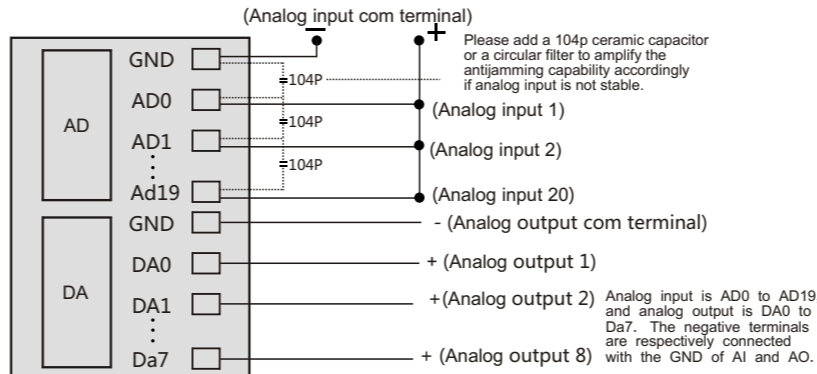 (Analog input com terminal)
− +
Please add a 104p ceramic capacitor
or a circular filter to amplify the
antijamming capability accordingly
if analog input is not stable.
AD
GND
104P
AD0
(Analog input 1)
104P
AD1
(Analog input 2)
104P
Ad19
(Analog input 20)
DA
GND
- (Analog output com terminal)
DA0
+ (Analog output 1)
DA1
+(Analog output 2)
Da7
+ (Analog output 8)
Analog input is AD0 to AD19
and analog output is DA0 to
Da7. The negative terminals
are respectively connected
with the GND of AI and AO.